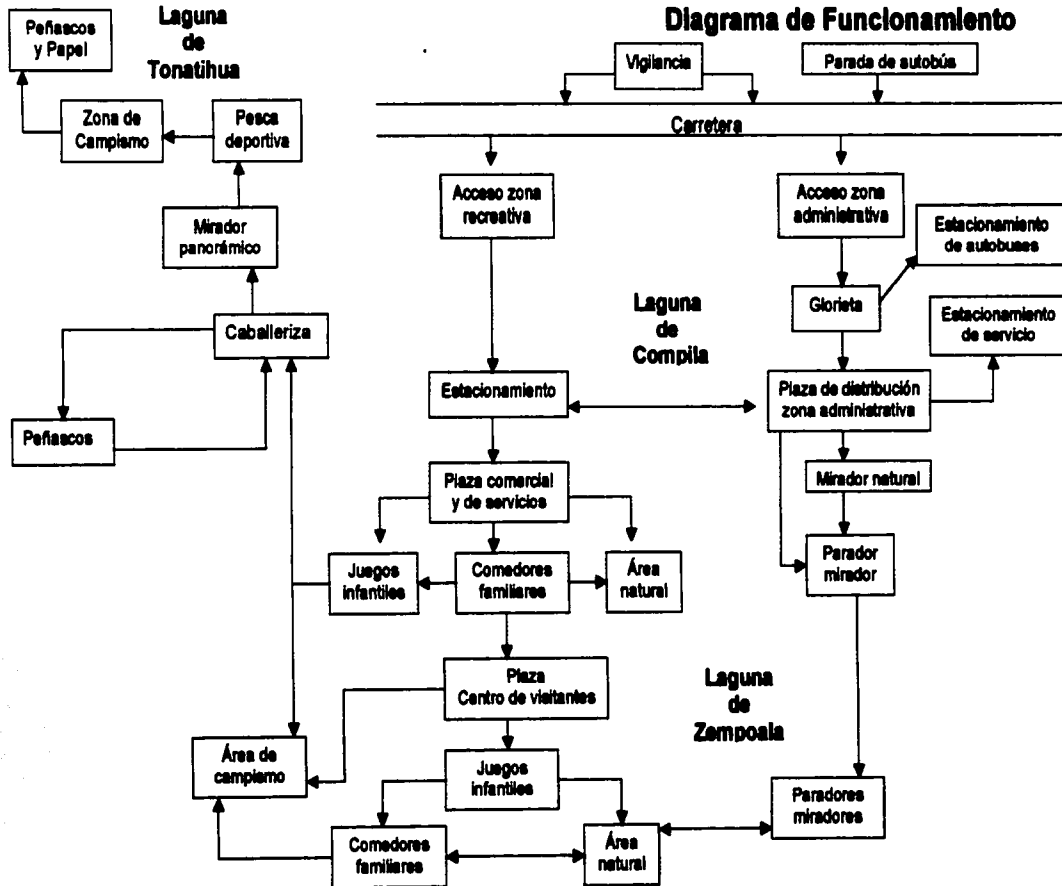 Diagrama de Funcionamiento
Laguna
de
Tonatihua
Peñascos
y Papel
Zona de
Campismo
Pesca
deportiva
Mirador
panorámico
Caballeriza
Peñascos
Vigilancia
Parada de autobús
Carretera
Acceso zona
recreativa
Acceso zona
administrativa
Estacionamiento
de autobuses
Glorieta
Estacionamiento
de servicio
Laguna
de
Compila
Estacionamiento
Plaza de distribución
zona administrativa
Plaza comercial
y de servicios
Mirador natural
Juegos
infantiles
Comedores
familiares
Área
natural
Parador
mirador
Plaza
Centro de visitantes
Laguna
de
Zempoala
Área de
campismo
Juegos
infantiles
Paradores
miradores
Comedores
familiares
Área
natural